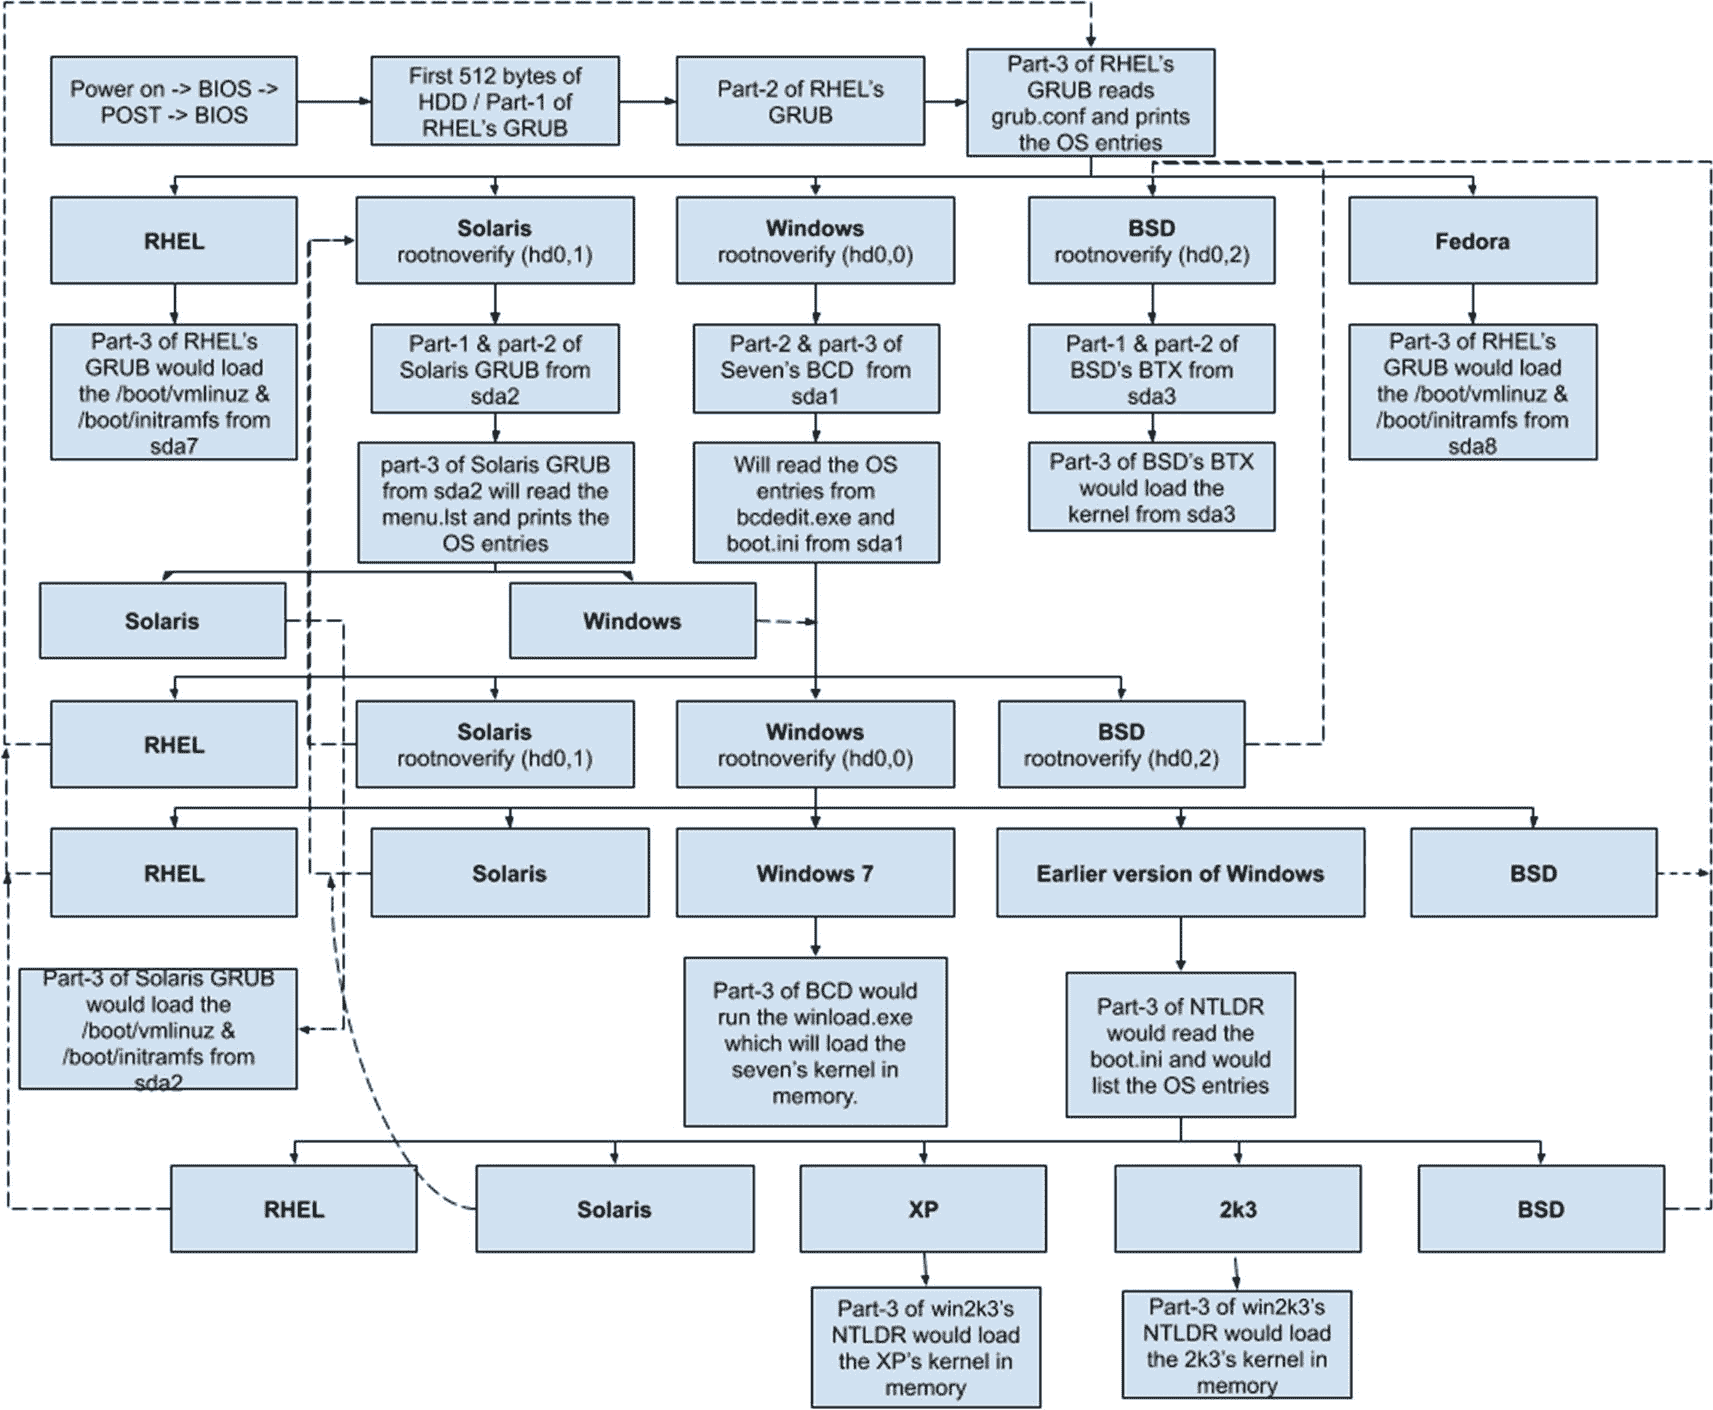 Power on -> BIOS ->
POST -> BIOS
First 512 bytes of
HDD / Part-1 of
RHEL's GRUB
Part-2 of RHEL's
GRUB
Part-3 of RHEL's
GRUB reads
grub.conf and prints
the OS entries
RHEL
Solaris
rootnoverify (hd0,1)
Windows
rootnoverify (hd0,0)
BSD
rootnoverify (hd0,2)
Fedora
Part-3 of RHEL's
GRUB would load
the /boot/vmlinuz &
/boot/initramfs from
sda7
Part-1 & part-2 of
Solaris GRUB from
sda2
Part-2 & part-3 of
Seven's BCD from
sda1
Part-1 & part-2 of
BSD's BTX from
sda3
Part-3 of RHEL's
GRUB would load
the /boot/vmlinuz &
/boot/initramfs from
sda8
part-3 of Solaris GRUB
from sda2 will read the
menu.lst and prints the
OS entries
Will read the OS
entries from
bcdedit.exe and
boot.ini from sda1
Part-3 of BSD's BTX
would load the
kernel from sda3
Solaris
Windows
RHEL
Solaris
rootnoverify (hd0,1)
Windows
rootnoverify (hd0,0)
BSD
rootnoverify (hd0,2)
RHEL
Solaris
Windows 7
Earlier version of Windows
BSD
Part-3 of Solaris GRUB
would load the
/boot/vmlinuz &
/boot/initramfs from
sda2
Part-3 of BCD would
run the winload.exe
which will load the
seven's kernel in
memory.
Part-3 of NTLDR
would read the
boot.ini and would
list the OS entries
RHEL
Solaris
XP
2k3
BSD
Part-3 of win2k3's
NTLDR would load
the XP's kernel in
memory
Part-3 of win2k3's
NTLDR would load
the 2k3's kernel in
memory